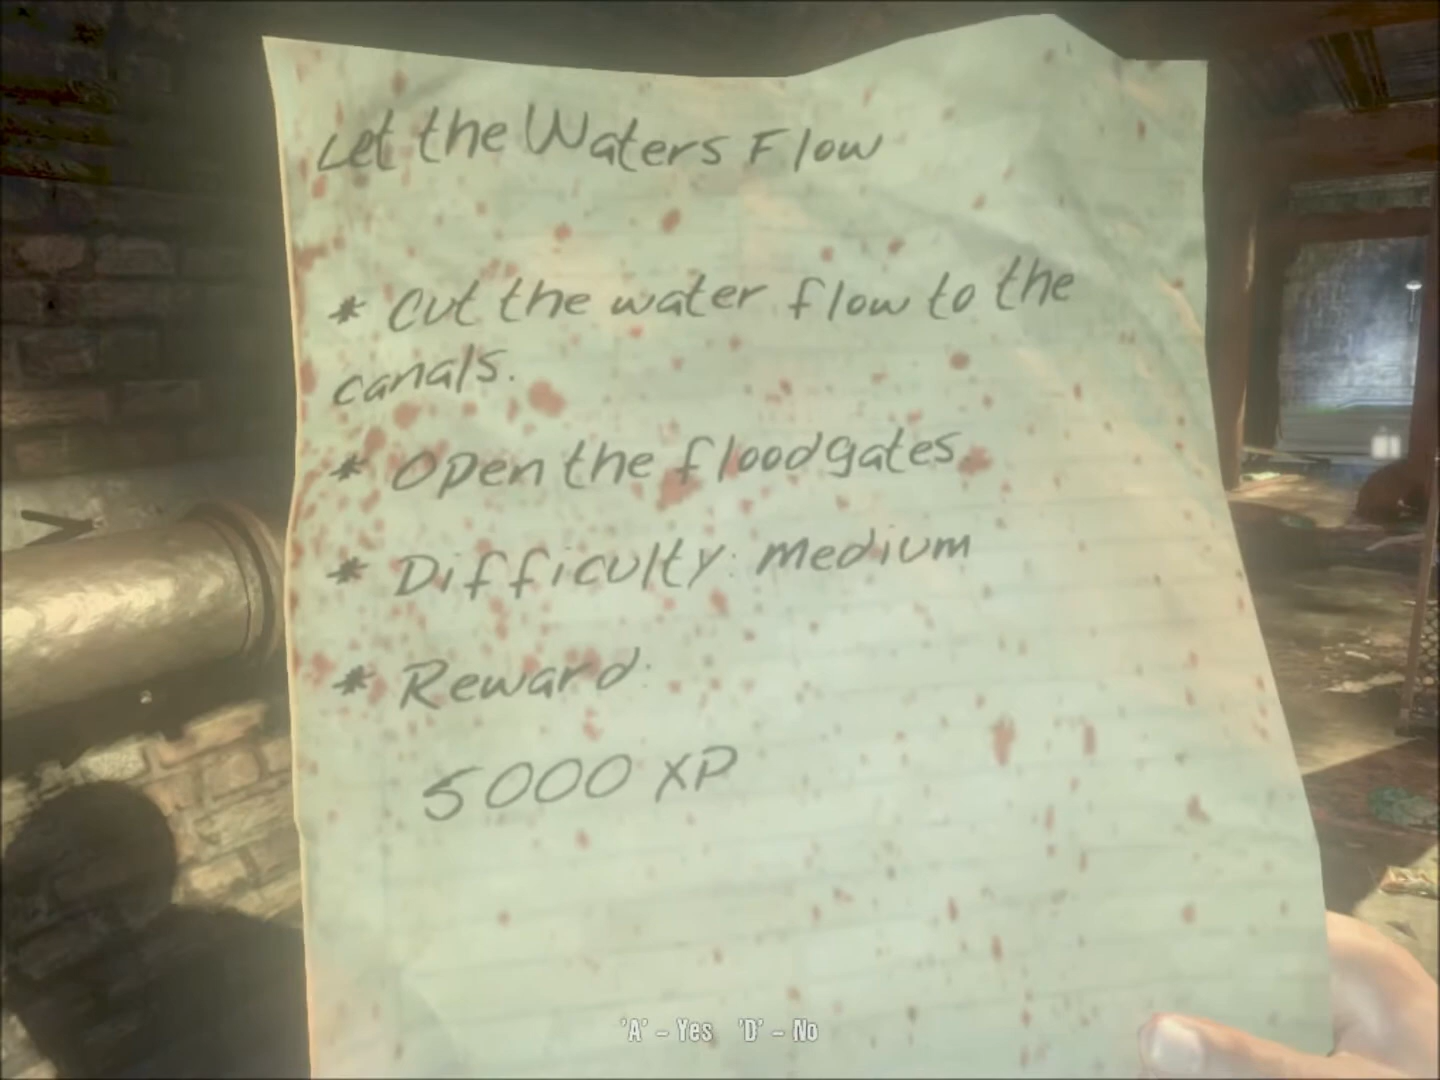 Let the Waters Flow
* Cut the water flow to the
canals.
* Open the floodgates.
* Difficulty: medium
* Reward:
5000 XP
'A' – Yes 'D' – No